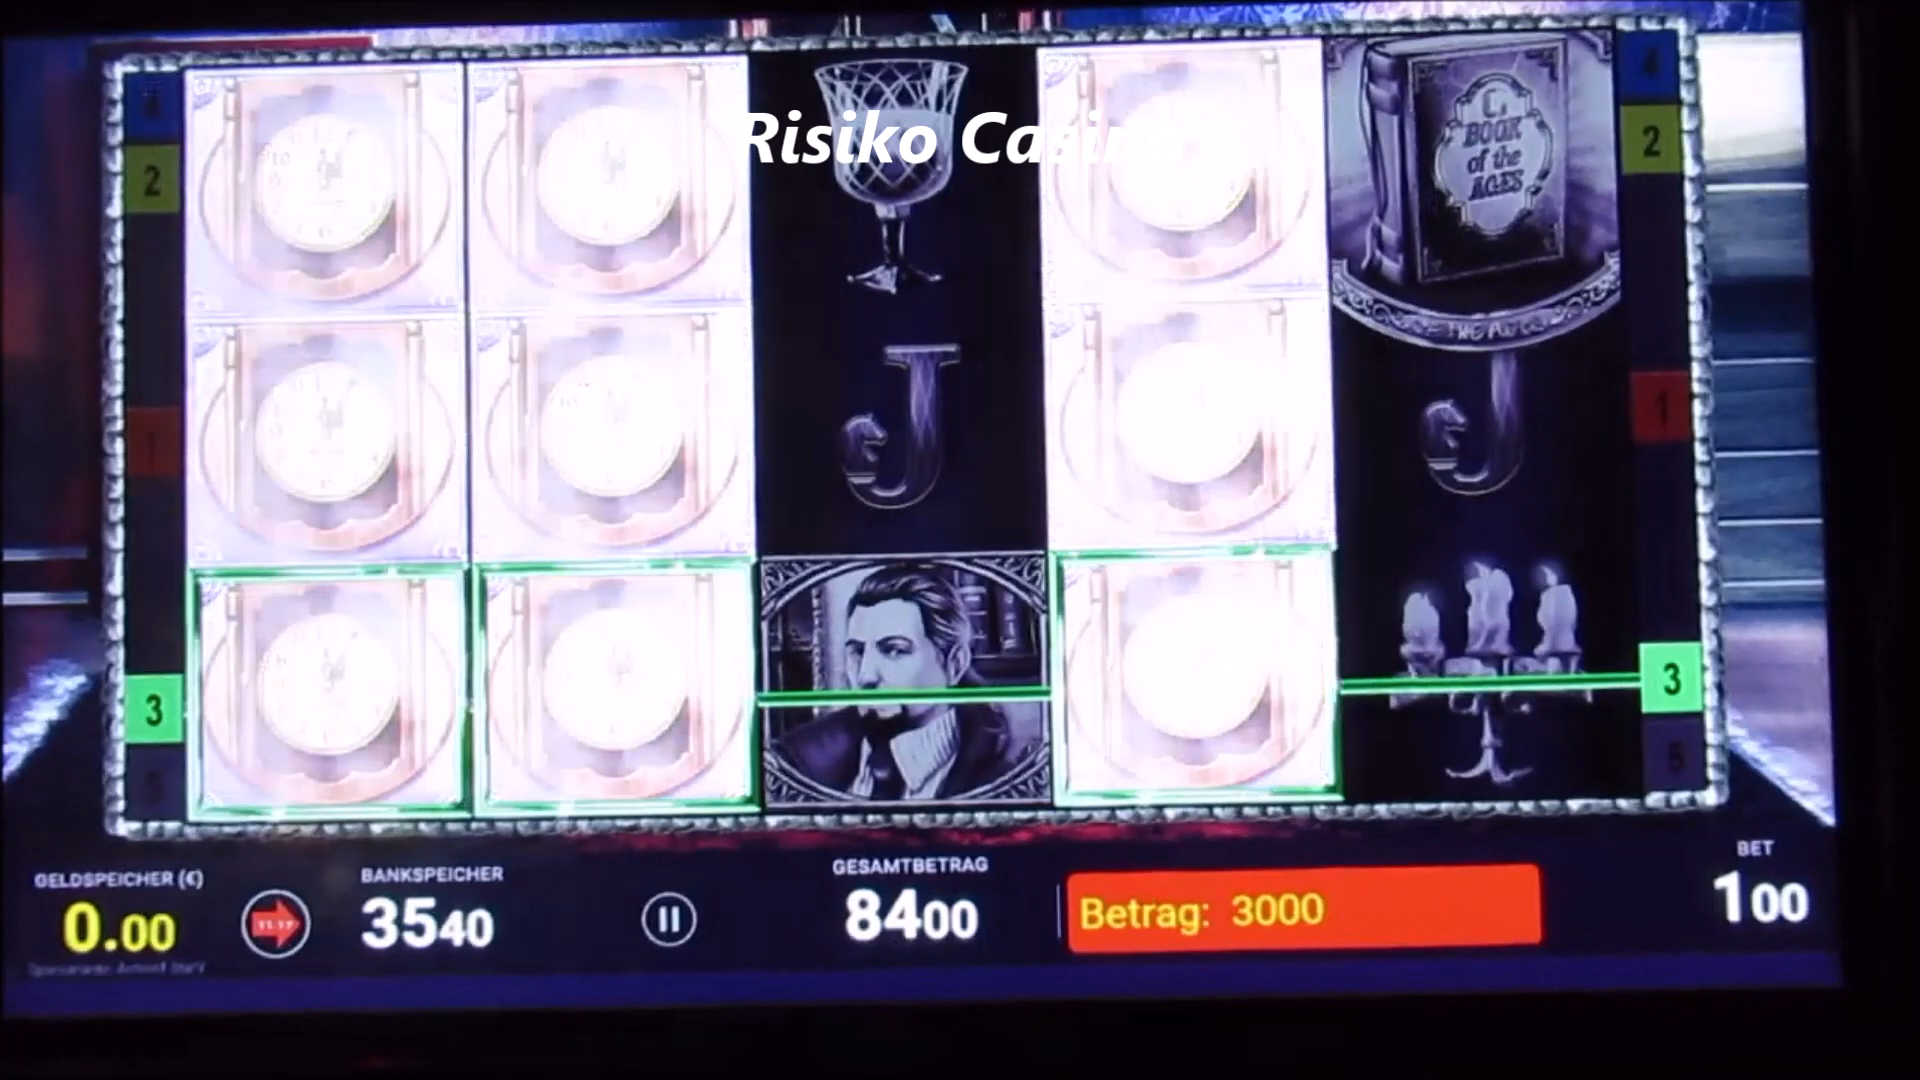 Risiko Casino
4
4
C.
BOOK
of the
AGES
2
2
J
J
1
1
3
3
5
5
GELDSPEICHER (€)
0.00
BANKSPEICHER
3540
GESAMTBETRAG
8400
Betrag: 3000
BET
100